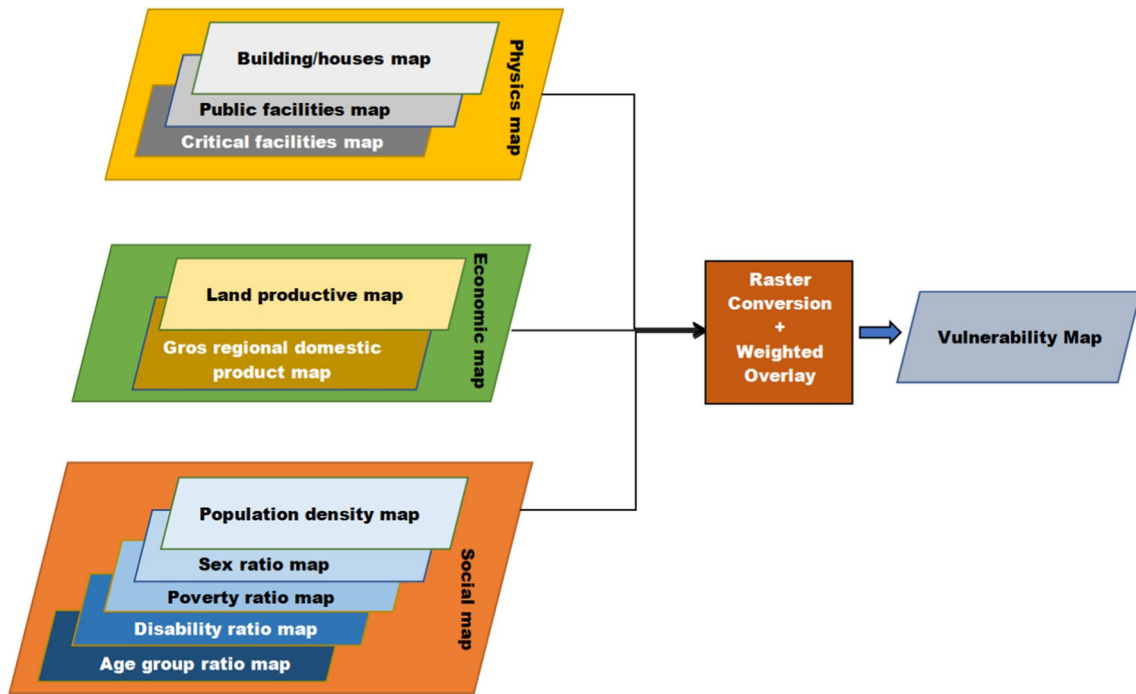 Building/houses map
Public facilities map
Critical facilities map
Physics map
Land productive map
Gros regional domestic
product map
Economic map
Population density map
Sex ratio map
Poverty ratio map
Disability ratio map
Age group ratio map
Social map
Raster
Conversion
+
Weighted
Overlay
Vulnerability Map